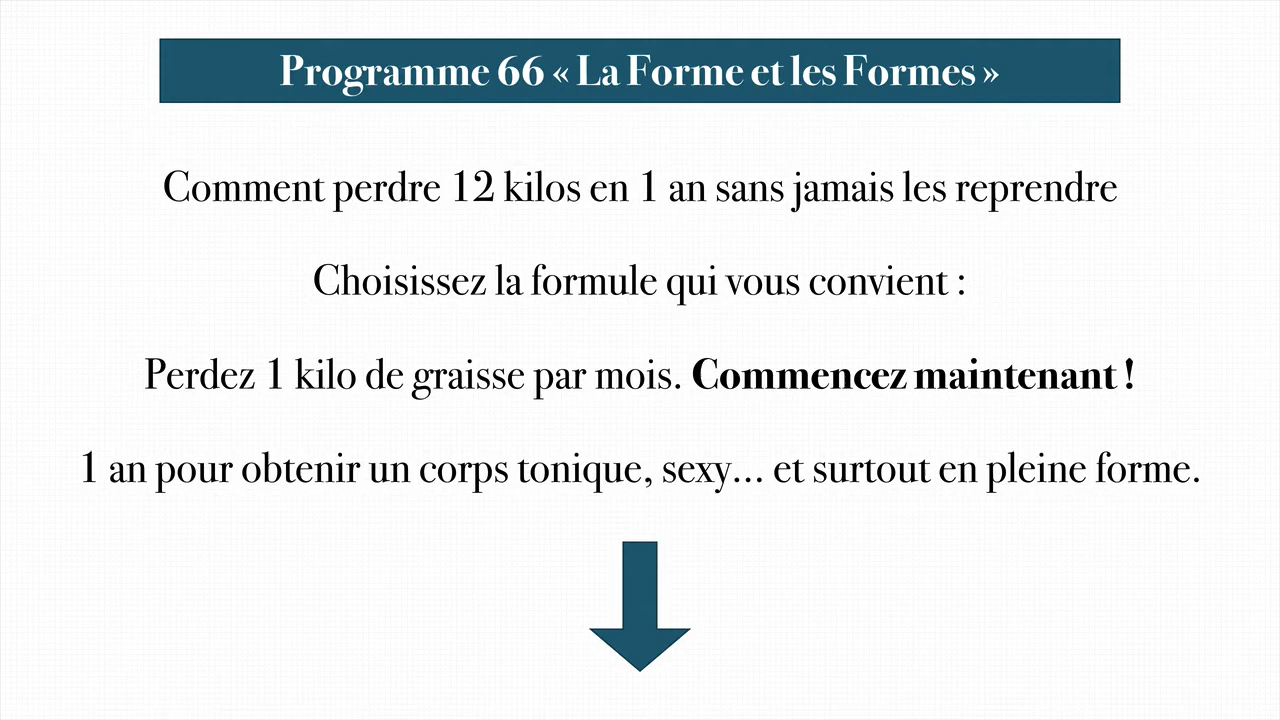 Programme 66 « La Forme et les Formes »
Comment perdre 12 kilos en 1 an sans jamais les reprendre
Choisissez la formule qui vous convient :
Perdez 1 kilo de graisse par mois. Commencez maintenant !
1 an pour obtenir un corps tonique, sexy... et surtout en pleine forme.